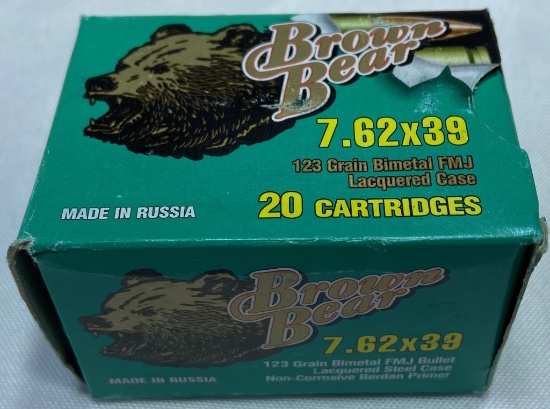 Brown
Bear
7.62x39
123 Grain Bimetal FMJ
Lacquered Case
MADE IN RUSSIA
20 CARTRIDGES
Brown
Bear
7.62x39
123 Grain Bimetal FMJ Bullet
Lacquered Steel Case
Non-Corrosive Berdan Primer
MADE IN RUSSIA